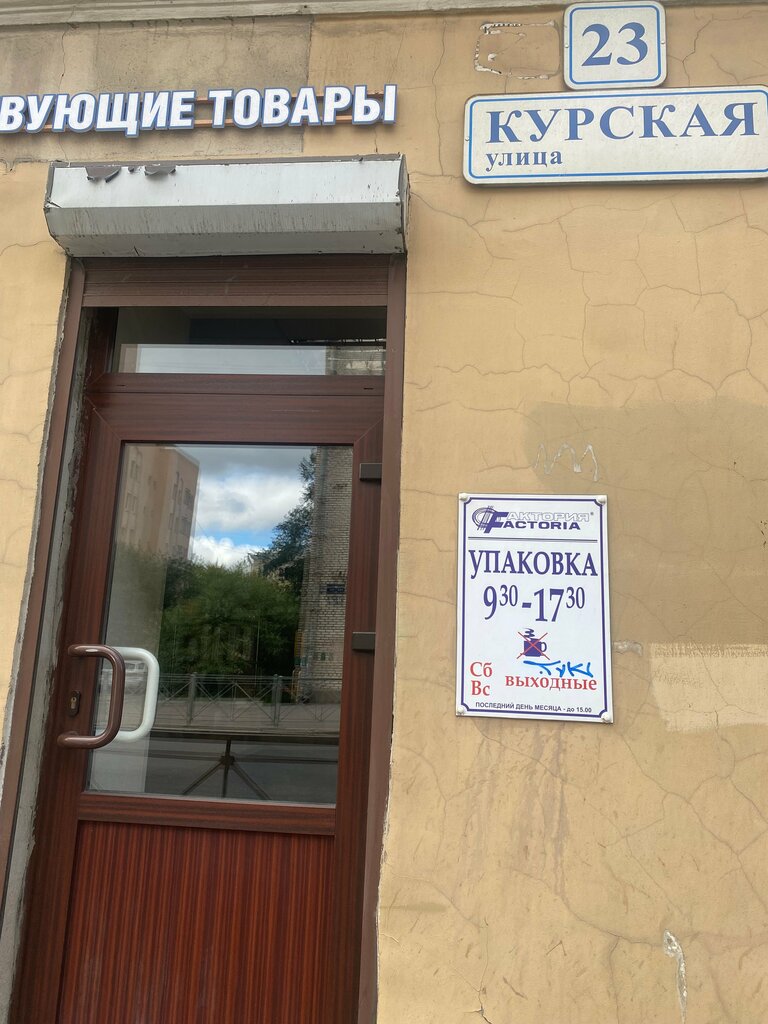 23
КУРСКАЯ
улица
ВУЮЩИЕ ТОВАРЫ
ФАКТОРИЯ®
FACTORIA
УПАКОВКА
9³⁰-17³⁰
Сб
Вс выходные
ПОСЛЕДНИЙ ДЕНЬ МЕСЯЦА - до 15.00